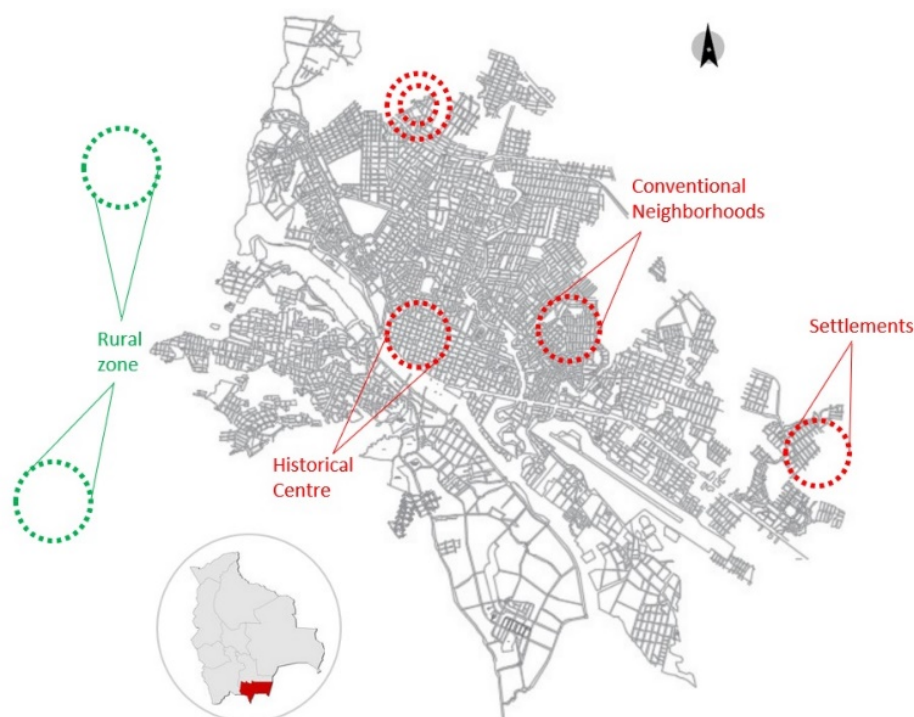 Conventional
Neighborhoods
Settlements
Rural
zone
Historical
Centre